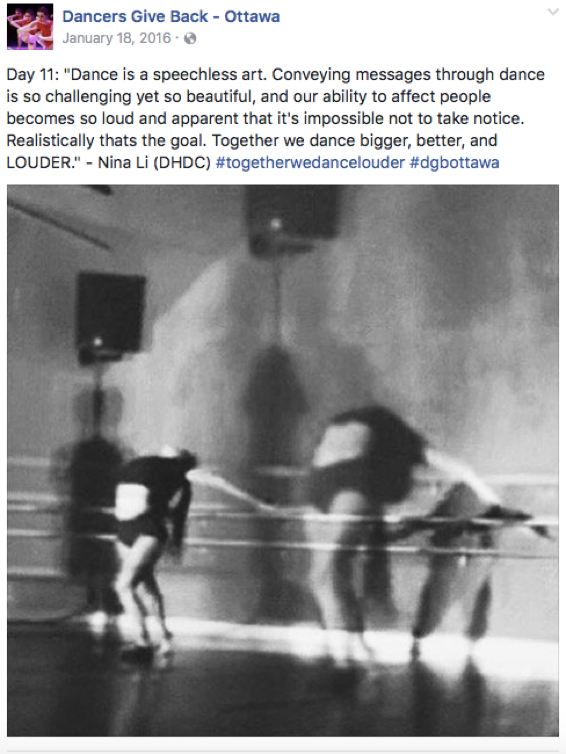 Dancers Give Back - Ottawa
January 18, 2016 ·
Day 11: "Dance is a speechless art. Conveying messages through dance
is so challenging yet so beautiful, and our ability to affect people
becomes so loud and apparent that it's impossible not to take notice.
Realistically thats the goal. Together we dance bigger, better, and
LOUDER." - Nina Li (DHDC) #togetherwedancelouder #dgbottawa